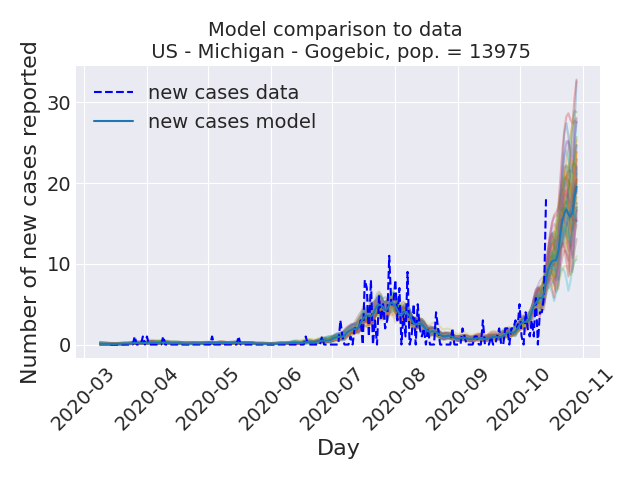 Model comparison to data
US - Michigan - Gogebic, pop. = 13975
Number of new cases reported
30
20
10
0
new cases data
new cases model
2020-03
2020-04
2020-05
2020-06
2020-07
2020-08
2020-09
2020-10
2020-11
Day